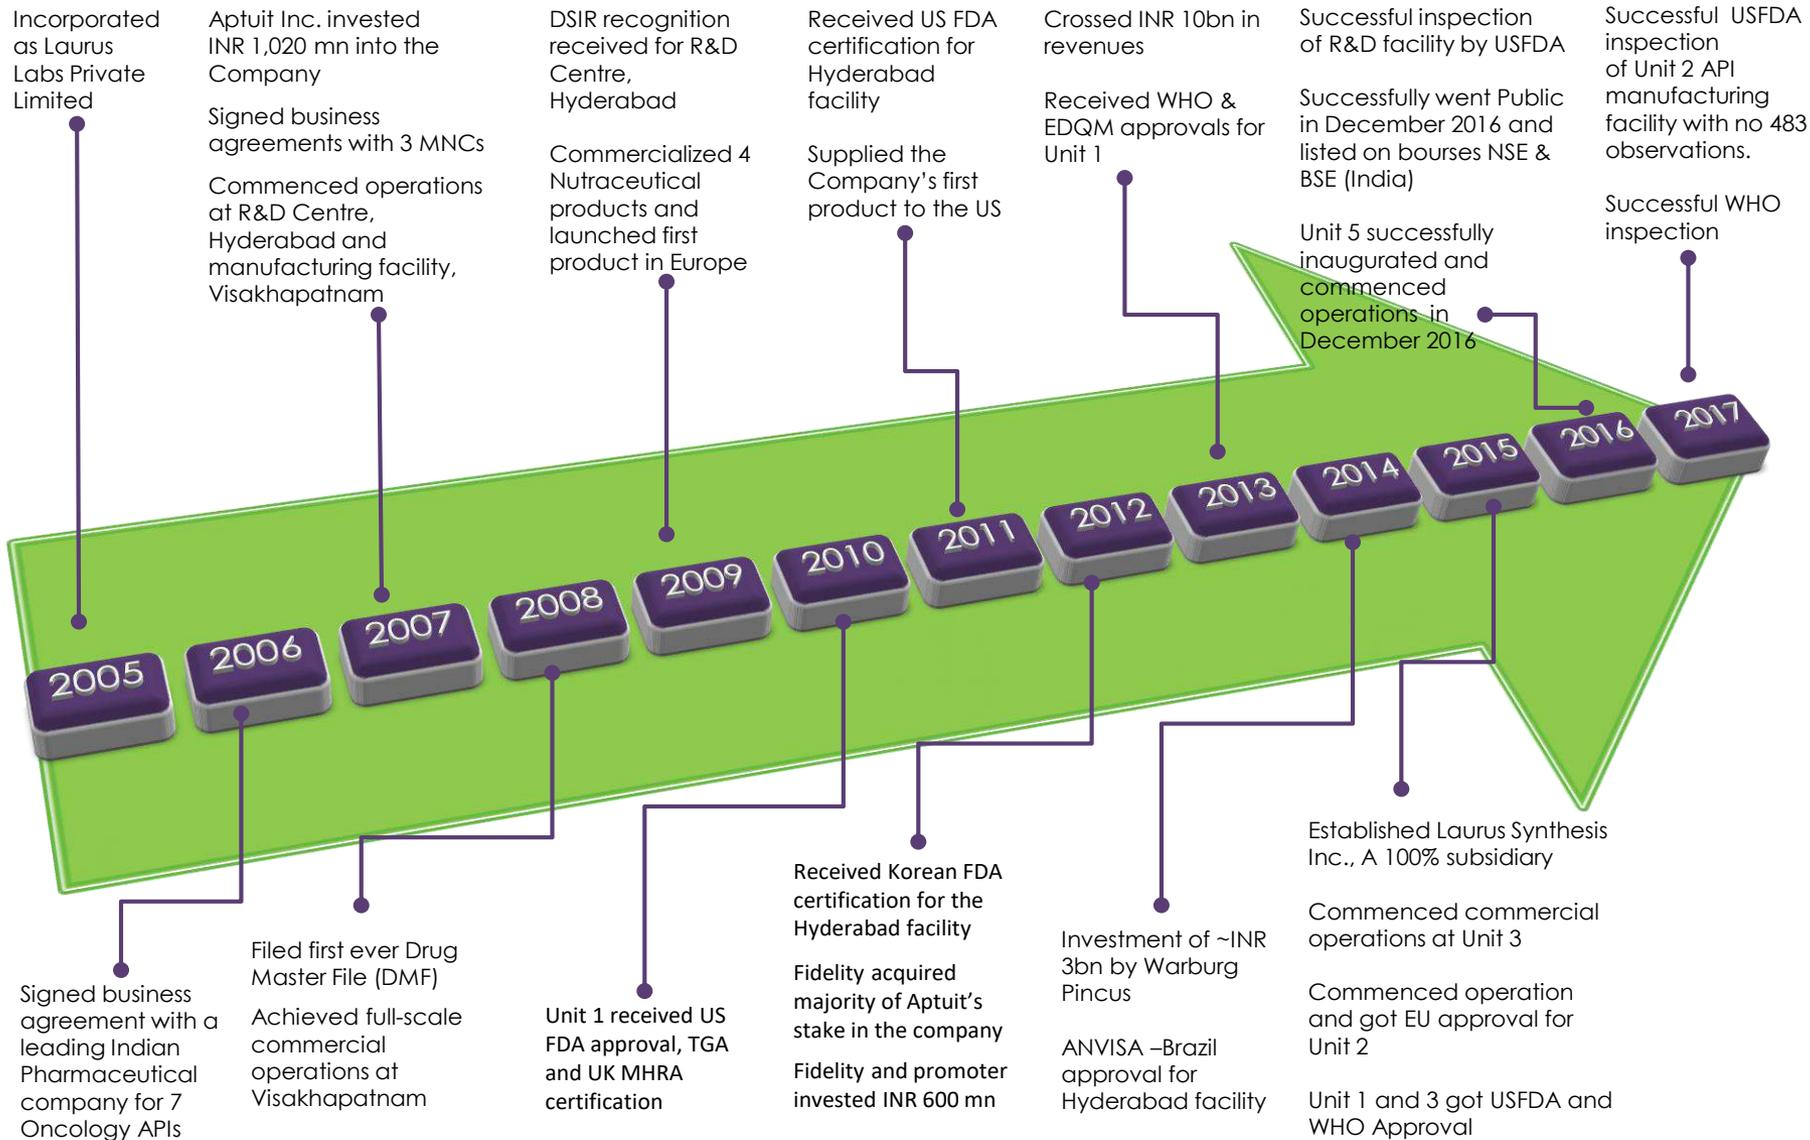 Incorporated
as Laurus
Labs Private
Limited
Aptuit Inc. invested
INR 1,020 mn into the
Company
Signed business
agreements with 3 MNCs
Commenced operations
at R&D Centre,
Hyderabad and
manufacturing facility,
Visakhapatnam
DSIR recognition
received for R&D
Centre,
Hyderabad
Commercialized 4
Nutraceutical
products and
launched first
product in Europe
Received US FDA
certification for
Hyderabad
facility
Supplied the
Company’s first
product to the US
Crossed INR 10bn in
revenues
Received WHO &
EDQM approvals for
Unit 1
Successful inspection
of R&D facility by USFDA
Successfully went Public
in December 2016 and
listed on bourses NSE &
BSE (India)
Unit 5 successfully
inaugurated and
commenced
operations in
December 2016
Successful USFDA
inspection
of Unit 2 API
manufacturing
facility with no 483
observations.
Successful WHO
inspection
2005
2006
2007
2008
2009
2010
2011
2012
2013
2014
2015
2016
2017
Signed business
agreement with a
leading Indian
Pharmaceutical
company for 7
Oncology APIs
Filed first ever Drug
Master File (DMF)
Achieved full-scale
commercial
operations at
Visakhapatnam
Unit 1 received US
FDA approval, TGA
and UK MHRA
certification
Received Korean FDA
certification for the
Hyderabad facility
Fidelity acquired
majority of Aptuit’s
stake in the company
Fidelity and promoter
invested INR 600 mn
Investment of ~INR
3bn by Warburg
Pincus
ANVISA –Brazil
approval for
Hyderabad facility
Established Laurus Synthesis
Inc., A 100% subsidiary
Commenced commercial
operations at Unit 3
Commenced operation
and got EU approval for
Unit 2
Unit 1 and 3 got USFDA and
WHO Approval